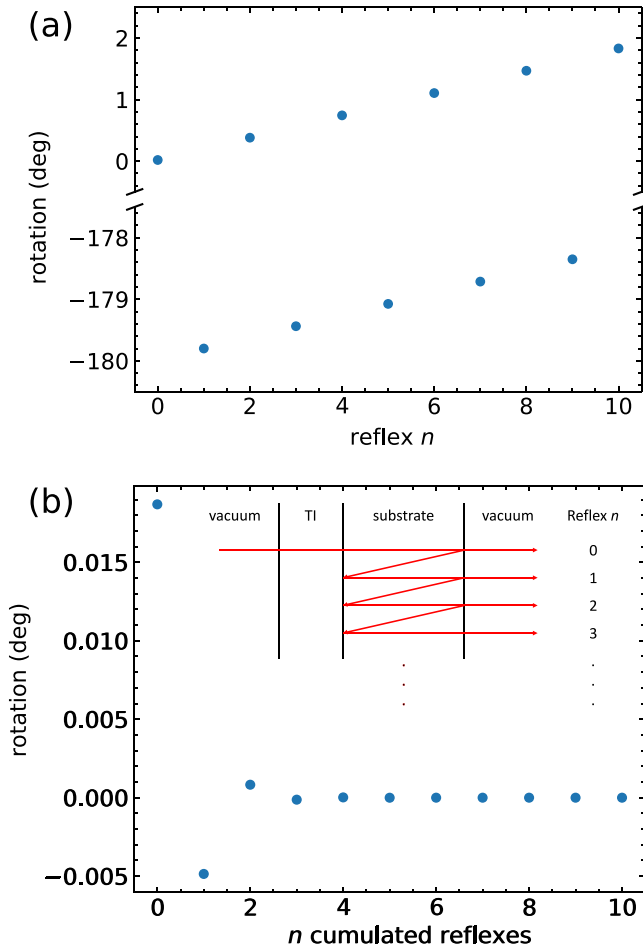 (a)
rotation (deg)
2
1
0
−178
−179
−180
0 2 4 6 8 10
reflex n
(b)
rotation (deg)
0.015
0.010
0.005
0.000
−0.005
vacuum TI substrate vacuum Reflex n
0
1
2
3
0 2 4 6 8 10
n cumulated reflexes